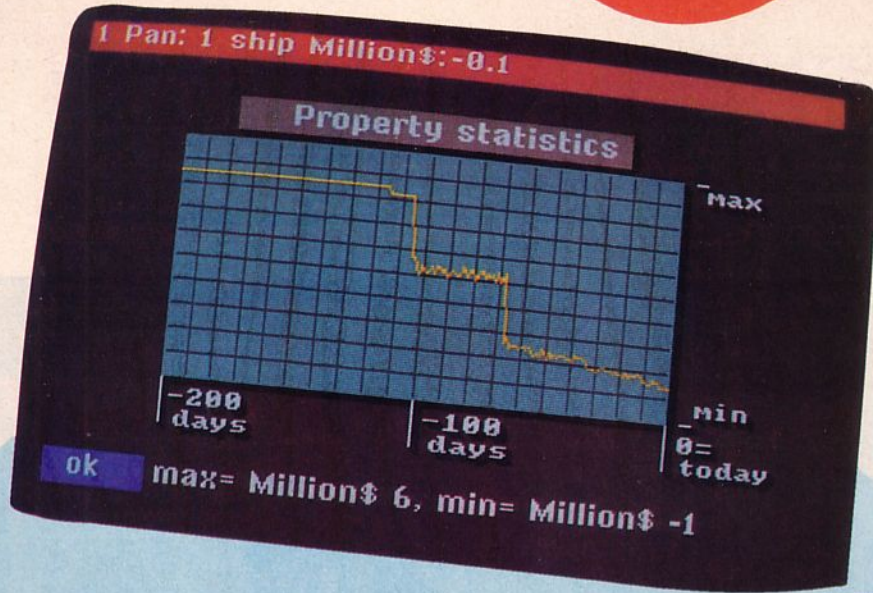 1 Pan: 1 ship Million$:-0.1
Property statistics
max
min
-200 days
-100 days
0= today
ok
max= Million$ 6, min= Million$ -1